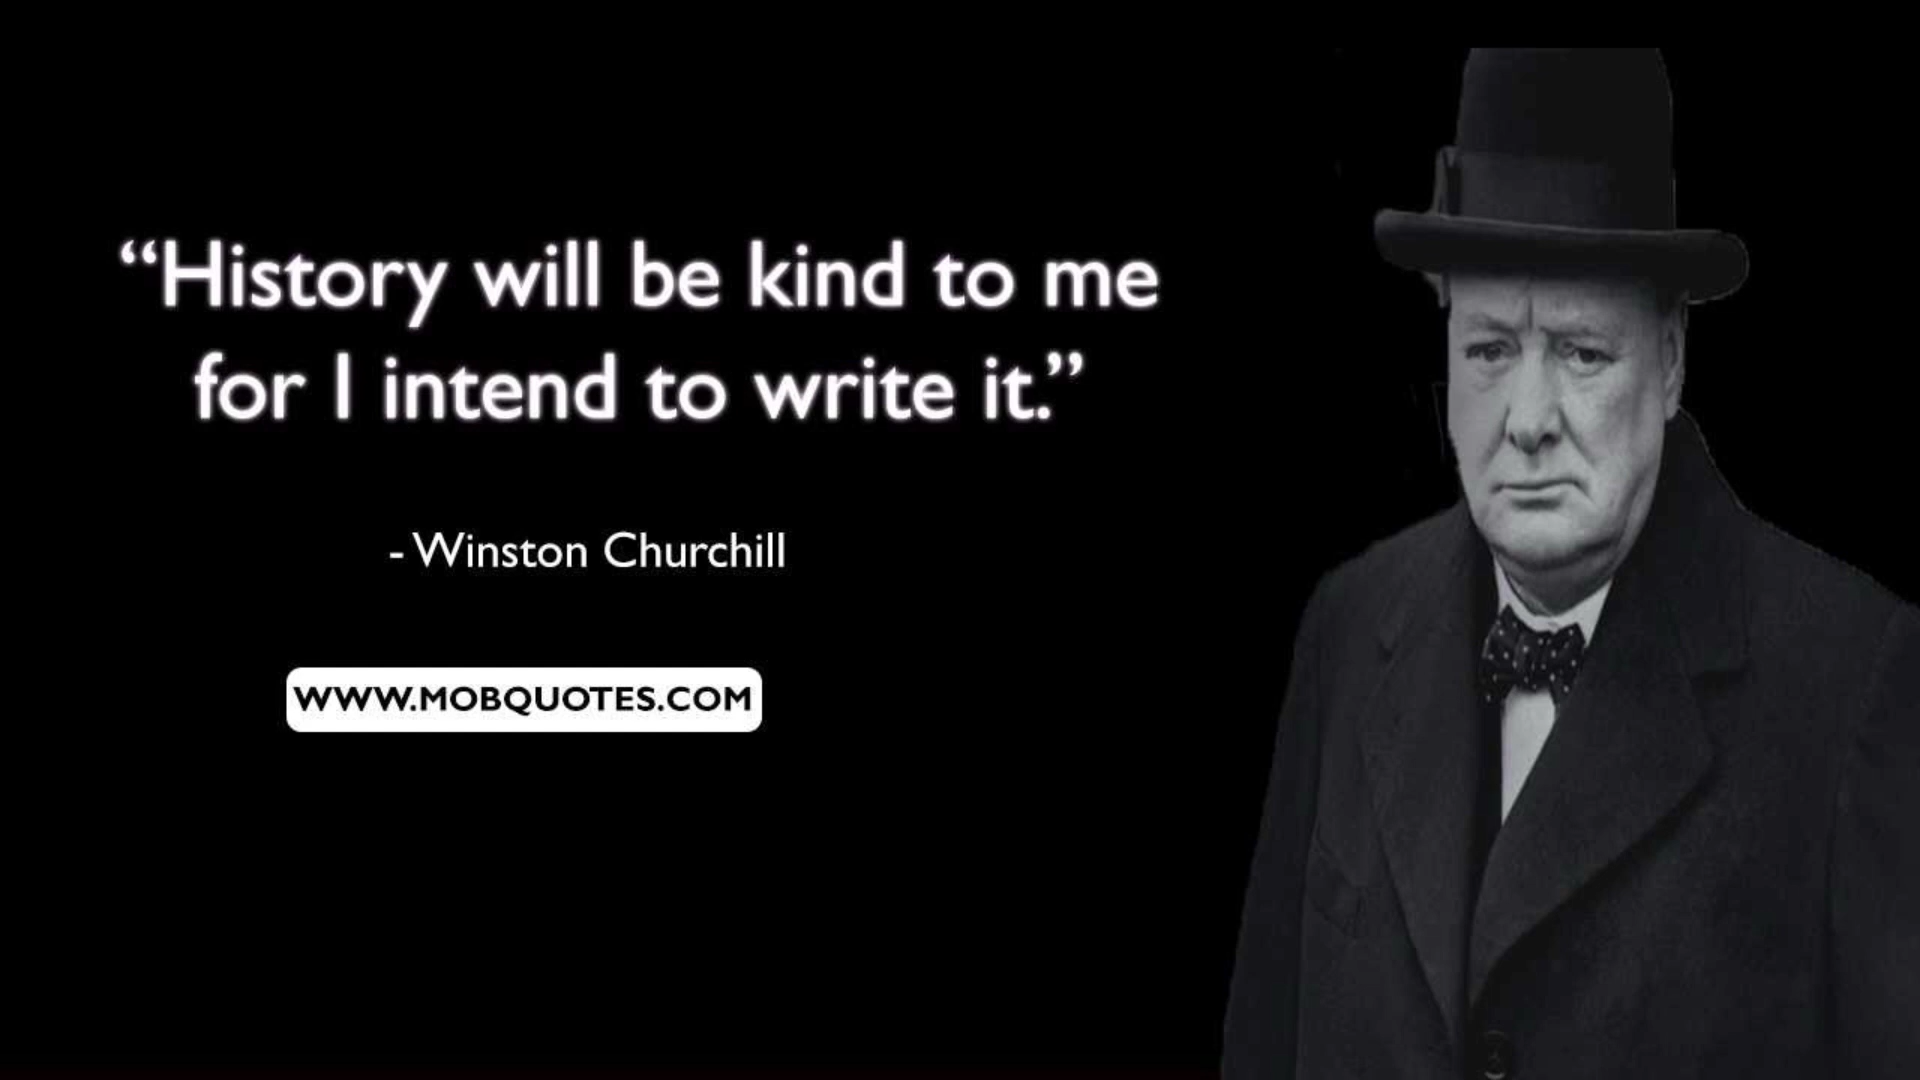 “History will be kind to me
for I intend to write it.”
- Winston Churchill
WWW.MOBQUOTES.COM